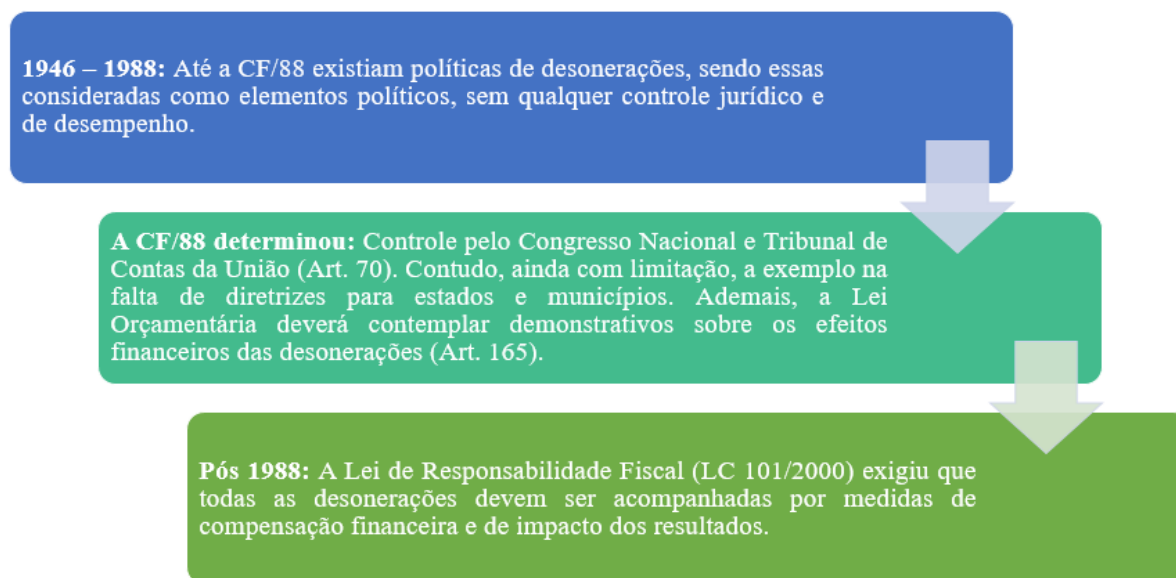 1946 – 1988: Até a CF/88 existiam políticas de desonerações, sendo essas
consideradas como elementos políticos, sem qualquer controle jurídico e
de desempenho.
A CF/88 determinou: Controle pelo Congresso Nacional e Tribunal de
Contas da União (Art. 70). Contudo, ainda com limitação, a exemplo na
falta de diretrizes para estados e municípios. Ademais, a Lei
Orçamentária deverá contemplar demonstrativos sobre os efeitos
financeiros das desonerações (Art. 165).
Pós 1988: A Lei de Responsabilidade Fiscal (LC 101/2000) exigiu que
todas as desonerações devem ser acompanhadas por medidas de
compensação financeira e de impacto dos resultados.